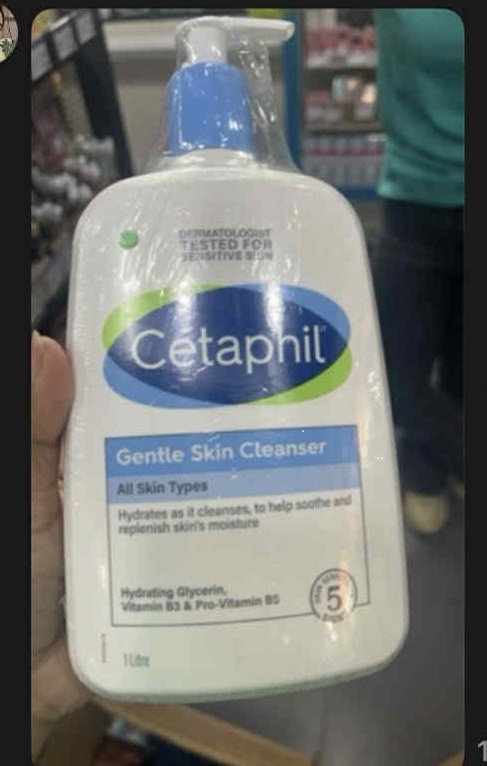 DERMATOLOGIST
TESTED FOR
SENSITIVE SKIN
Cetaphil
Gentle Skin Cleanser
All Skin Types
Hydrates as it cleanses, to help soothe and
replenish skin's moisture
Hydrating Glycerin,
Vitamin B3 & Pro-Vitamin B5
5
1 Litre
1